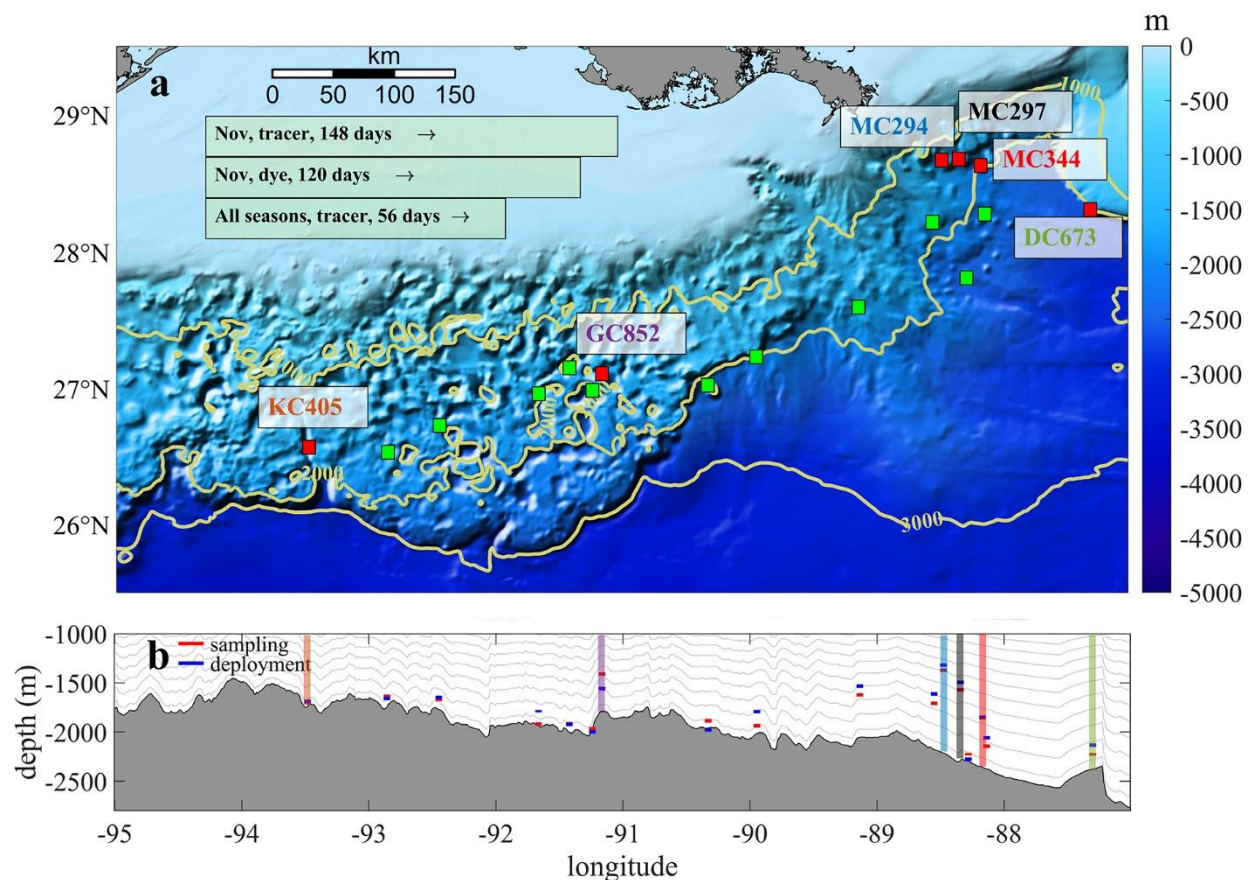 m
a
km
0 50 100 150
Nov, tracer, 148 days →
Nov, dye, 120 days →
All seasons, tracer, 56 days →
MC294
MC297
MC344
DC673
GC852
KC405
1000
2000
3000
29°N
28°N
27°N
26°N
0
-500
-1000
-1500
-2000
-2500
-3000
-3500
-4000
-4500
-5000
b
sampling
deployment
-1000
-1500
-2000
-2500
depth (m)
-95 -94 -93 -92 -91 -90 -89 -88
longitude